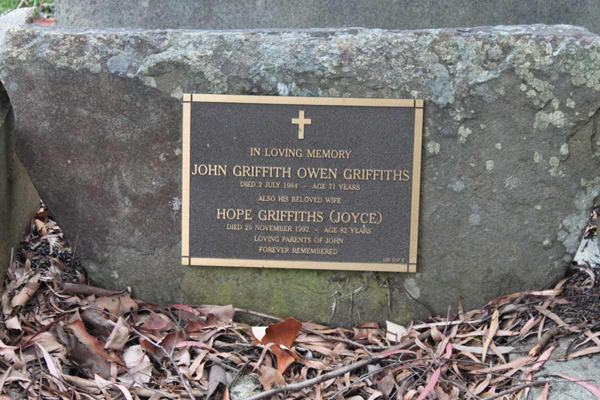 IN LOVING MEMORY
JOHN GRIFFITH OWEN GRIFFITHS
DIED 2 JULY 1984 - AGE 71 YEARS
ALSO HIS BELOVED WIFE
HOPE GRIFFITHS (JOYCE)
DIED 29 NOVEMBER 1992 - AGE 82 YEARS
LOVING PARENTS OF JOHN
FOREVER REMEMBERED